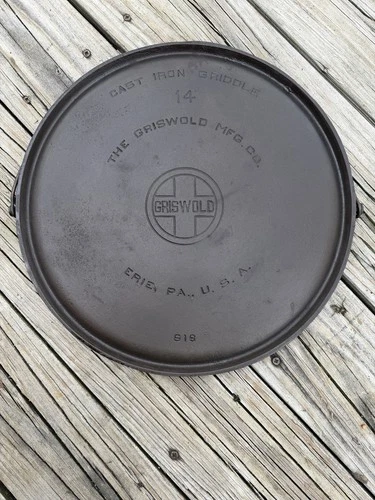 CAST IRON GRIDDLE
14
THE GRISWOLD MFG. CO.
GRISWOLD
ERIE, PA., U. S. A.
919